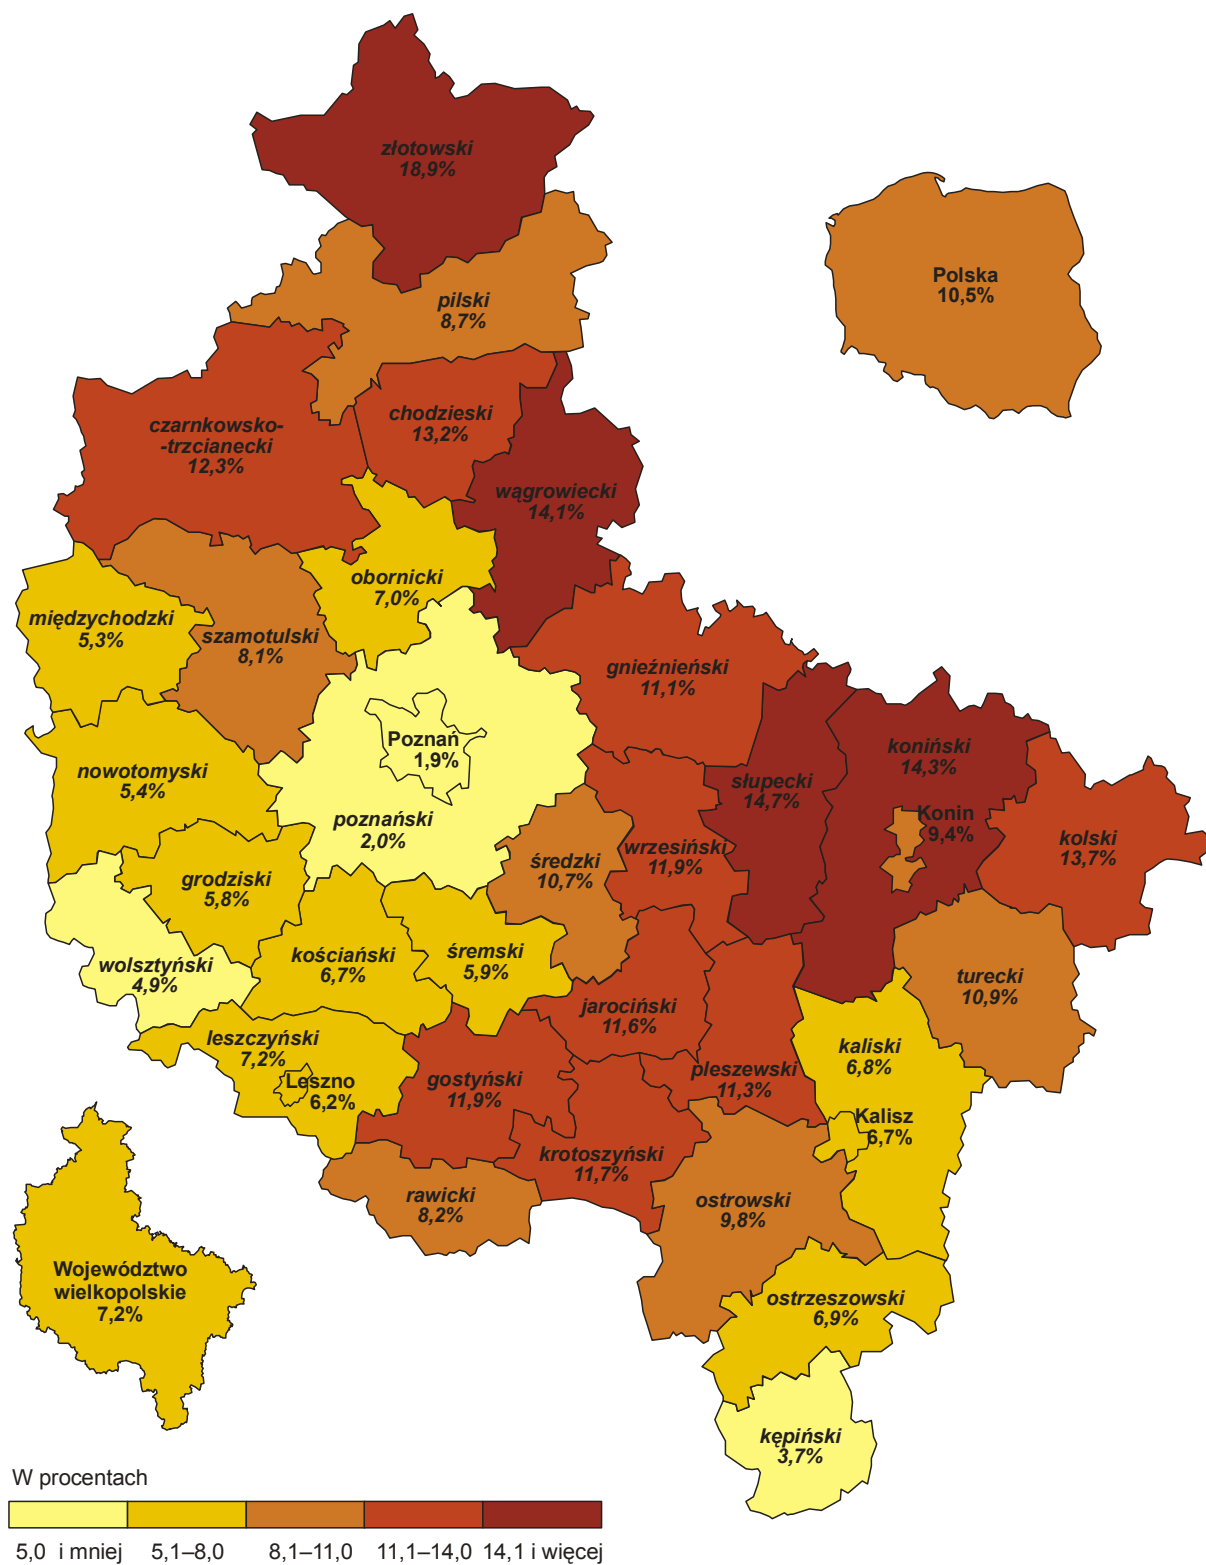 złotowski
18,9%
Polska
10,5%
pilski
8,7%
chodzieski
13,2%
czarnkowsko-
-trzcianecki
12,3%
wągrowiecki
14,1%
obornicki
7,0%
międzychodzki
5,3%
szamotulski
8,1%
gnieźnieński
11,1%
Poznań
1,9%
koniński
14,3%
nowotomyski
5,4%
słupecki
14,7%
Konin
9,4%
poznański
2,0%
kolski
13,7%
średzki
10,7%
wrzesiński
11,9%
grodziski
5,8%
kościański
6,7%
śremski
5,9%
wolsztyński
4,9%
turecki
10,9%
jarociński
11,6%
leszczyński
7,2%
kaliski
6,8%
Leszno
6,2%
gostyński
11,9%
pleszewski
11,3%
Kalisz
6,7%
krotoszyński
11,7%
rawicki
8,2%
ostrowski
9,8%
Województwo
wielkopolskie
7,2%
ostrzeszowski
6,9%
kępiński
3,7%
W procentach
5,0 i mniej 5,1–8,0 8,1–11,0 11,1–14,0 14,1 i więcej